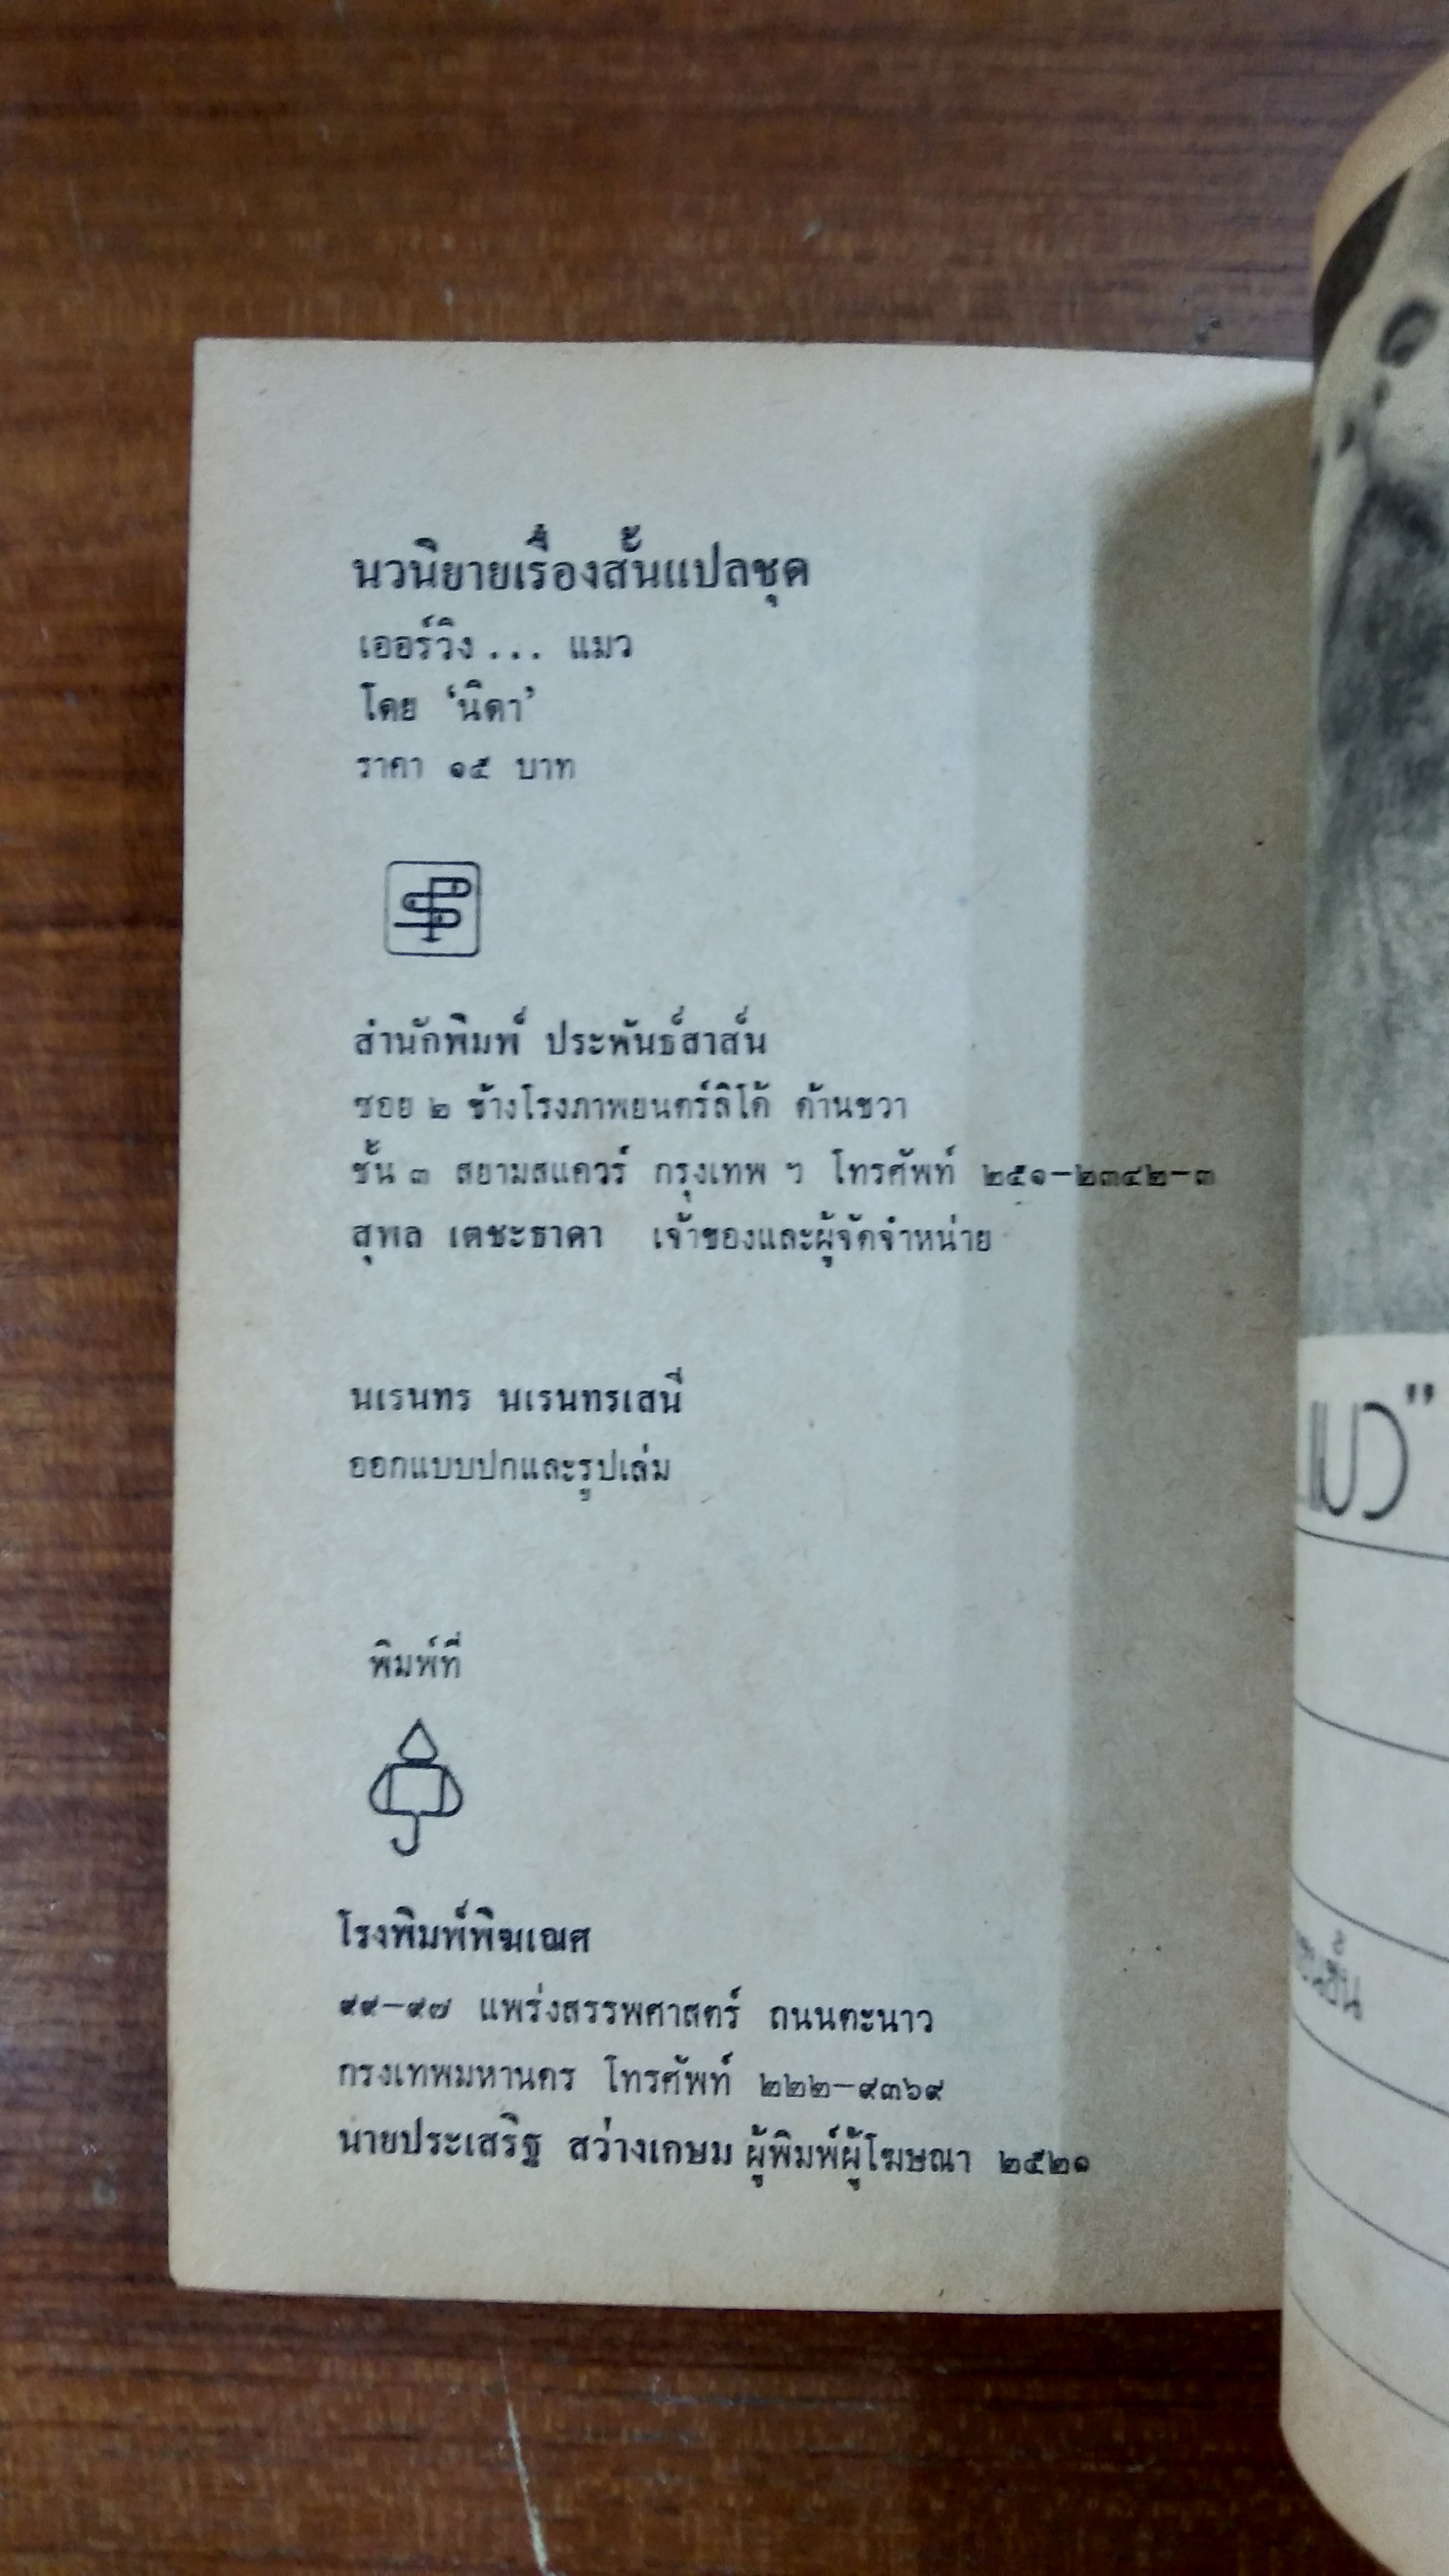 นวนิยายเรื่องสั้นแปลชุด
เออร์วิง... แมว
โดย ‘นิดา’
ราคา ๑๕ บาท
สำนักพิมพ์ ประพันธ์สาส์น
ซอย ๒ ข้างโรงภาพยนตร์ลิโด้ ด้านขวา
ชั้น ๓ สยามสแควร์ กรุงเทพ ฯ โทรศัพท์ ๒๕๑-๒๓๔๒-๓
สุพล เตชะธาดา เจ้าของและผู้จัดจำหน่าย
นเรนทร นเรนทรเสนี
ออกแบบปกและรูปเล่ม
พิมพ์ที่
โรงพิมพ์พิฆเณศ
แพร่งสรรพศาสตร์ ถนนตะนาว
กรุงเทพมหานคร โทรศัพท์ ๒๒๒-๙๓๖๙
นายประเสริฐ สว่างเกษม ผู้พิมพ์ผู้โฆษณา ๒๕๒๑
แมว"